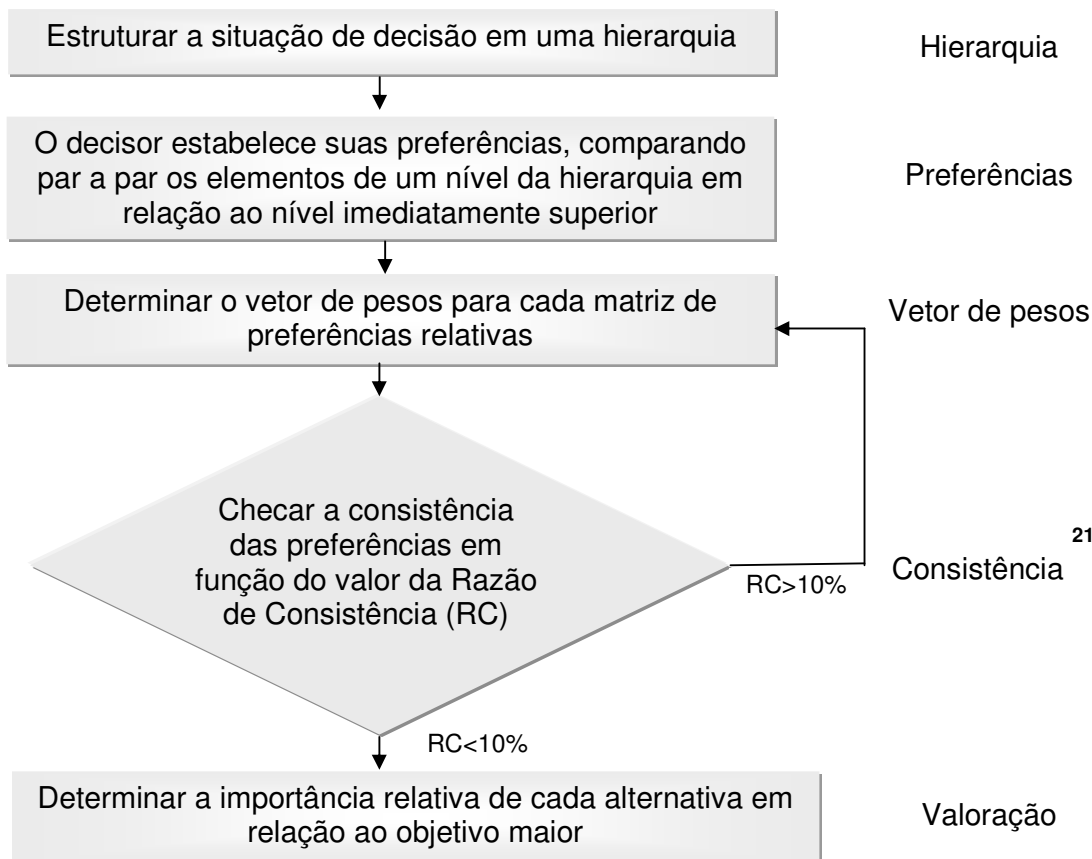 Estruturar a situação de decisão em uma hierarquia
Hierarquia
O decisor estabelece suas preferências, comparando
par a par os elementos de um nível da hierarquia em
relação ao nível imediatamente superior
Preferências
Determinar o vetor de pesos para cada matriz de
preferências relativas
Vetor de pesos
Checar a consistência
das preferências em
função do valor da Razão
de Consistência (RC)
RC>10%
Consistência 21
RC<10%
Determinar a importância relativa de cada alternativa em
relação ao objetivo maior
Valoração